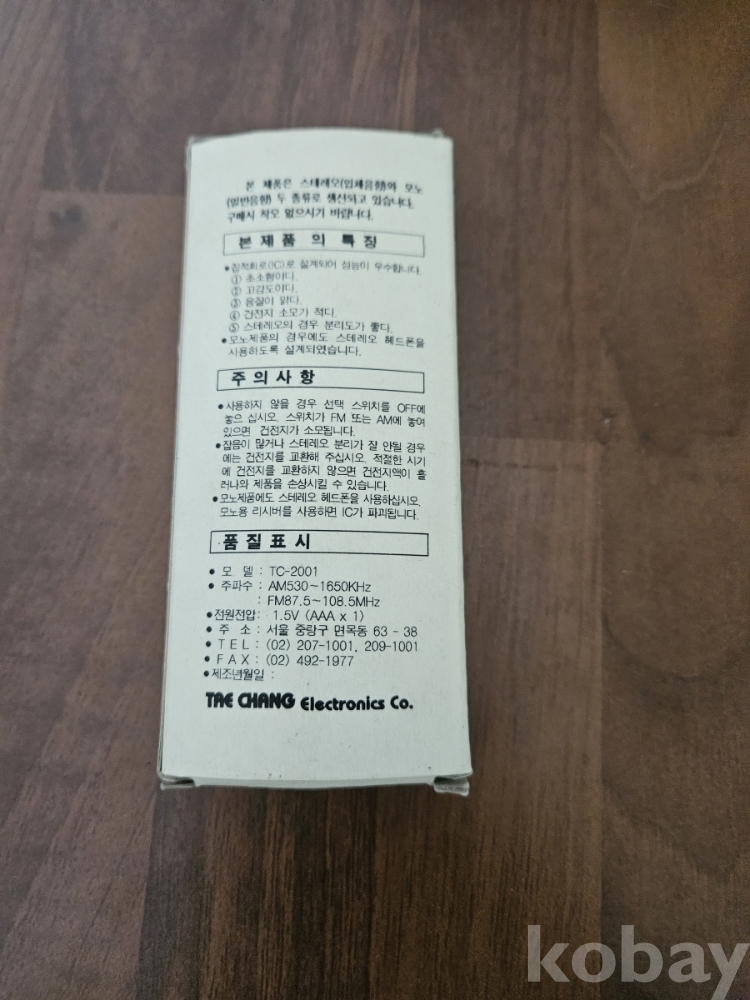 본 제품은 스테레오(입체음향)와 모노
(일반음향) 두 종류로 생산되고 있습니다.
구매시 착오 없으시기 바랍니다.
본 제품의 특징
● 집적회로(IC)로 설계되어 성능이 우수합니다.
① 초소형이다.
② 고감도이다.
③ 음질이 맑다.
④ 건전지 소모가 적다.
⑤ 스테레오의 경우 분리도가 좋다.
● 모노제품의 경우에도 스테레오 헤드폰을
사용하도록 설계되였습니다.
주의사항
● 사용하지 않을 경우 선택 스위치를 OFF에
놓으 십시오. 스위치가 FM 또는 AM에 놓여
있으면 건전지가 소모됩니다.
● 잡음이 많거나 스테레오 분리가 잘 안될 경우
에는 건전지를 교환해 주십시오. 적절한 시기
에 건전지를 교환하지 않으면 건전지액이 흘
러나와 제품을 손상시킬 수 있습니다.
● 모노제품에도 스테레오 헤드폰을 사용하십시오.
모노용 리시버를 사용하면 IC가 파괴됩니다.
품질표시
● 모 델 : TC-2001
● 주파수 : AM530~1650KHz
: FM87.5~108.5MHz
● 전원전압 : 1.5V (AAA x 1)
● 주 소 : 서울 중랑구 면목동 63 - 38
● TEL : (02) 207-1001, 209-1001
● FAX : (02) 492-1977
● 제조년월일 :
TAE CHANG Electronics Co.
kobay